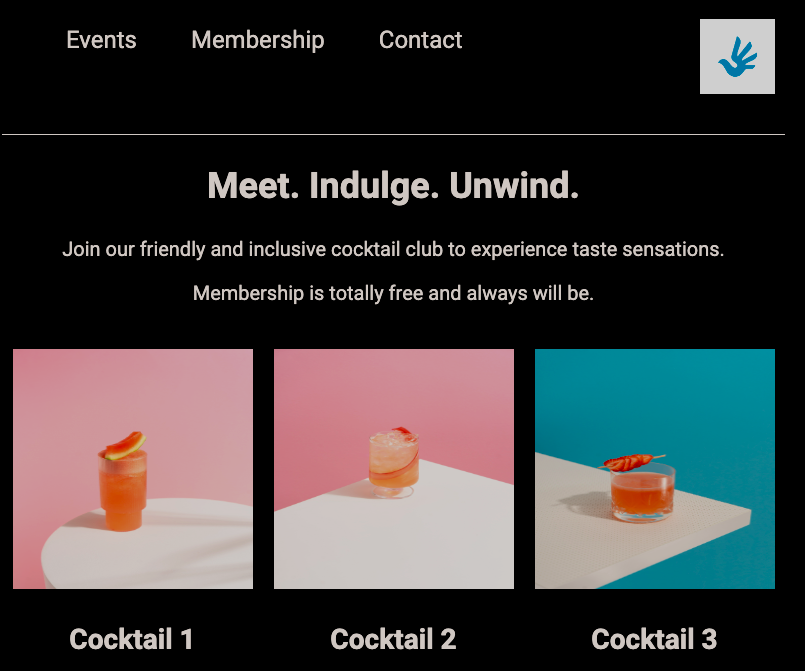 Events Membership Contact
Meet. Indulge. Unwind.
Join our friendly and inclusive cocktail club to experience taste sensations.
Membership is totally free and always will be.
Cocktail 1 Cocktail 2 Cocktail 3